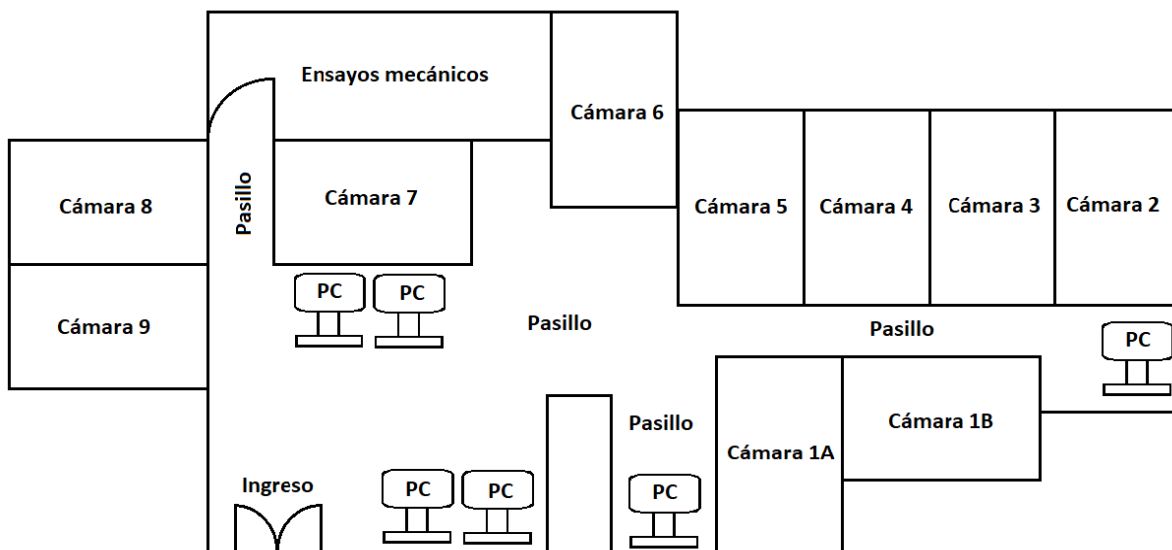 Ensayos mecánicos
Cámara 6
Cámara 8
Pasillo
Cámara 7
Cámara 5
Cámara 4
Cámara 3
Cámara 2
PC
PC
Cámara 9
Pasillo
Pasillo
PC
Pasillo
Cámara 1B
Cámara 1A
Ingreso
PC
PC
PC